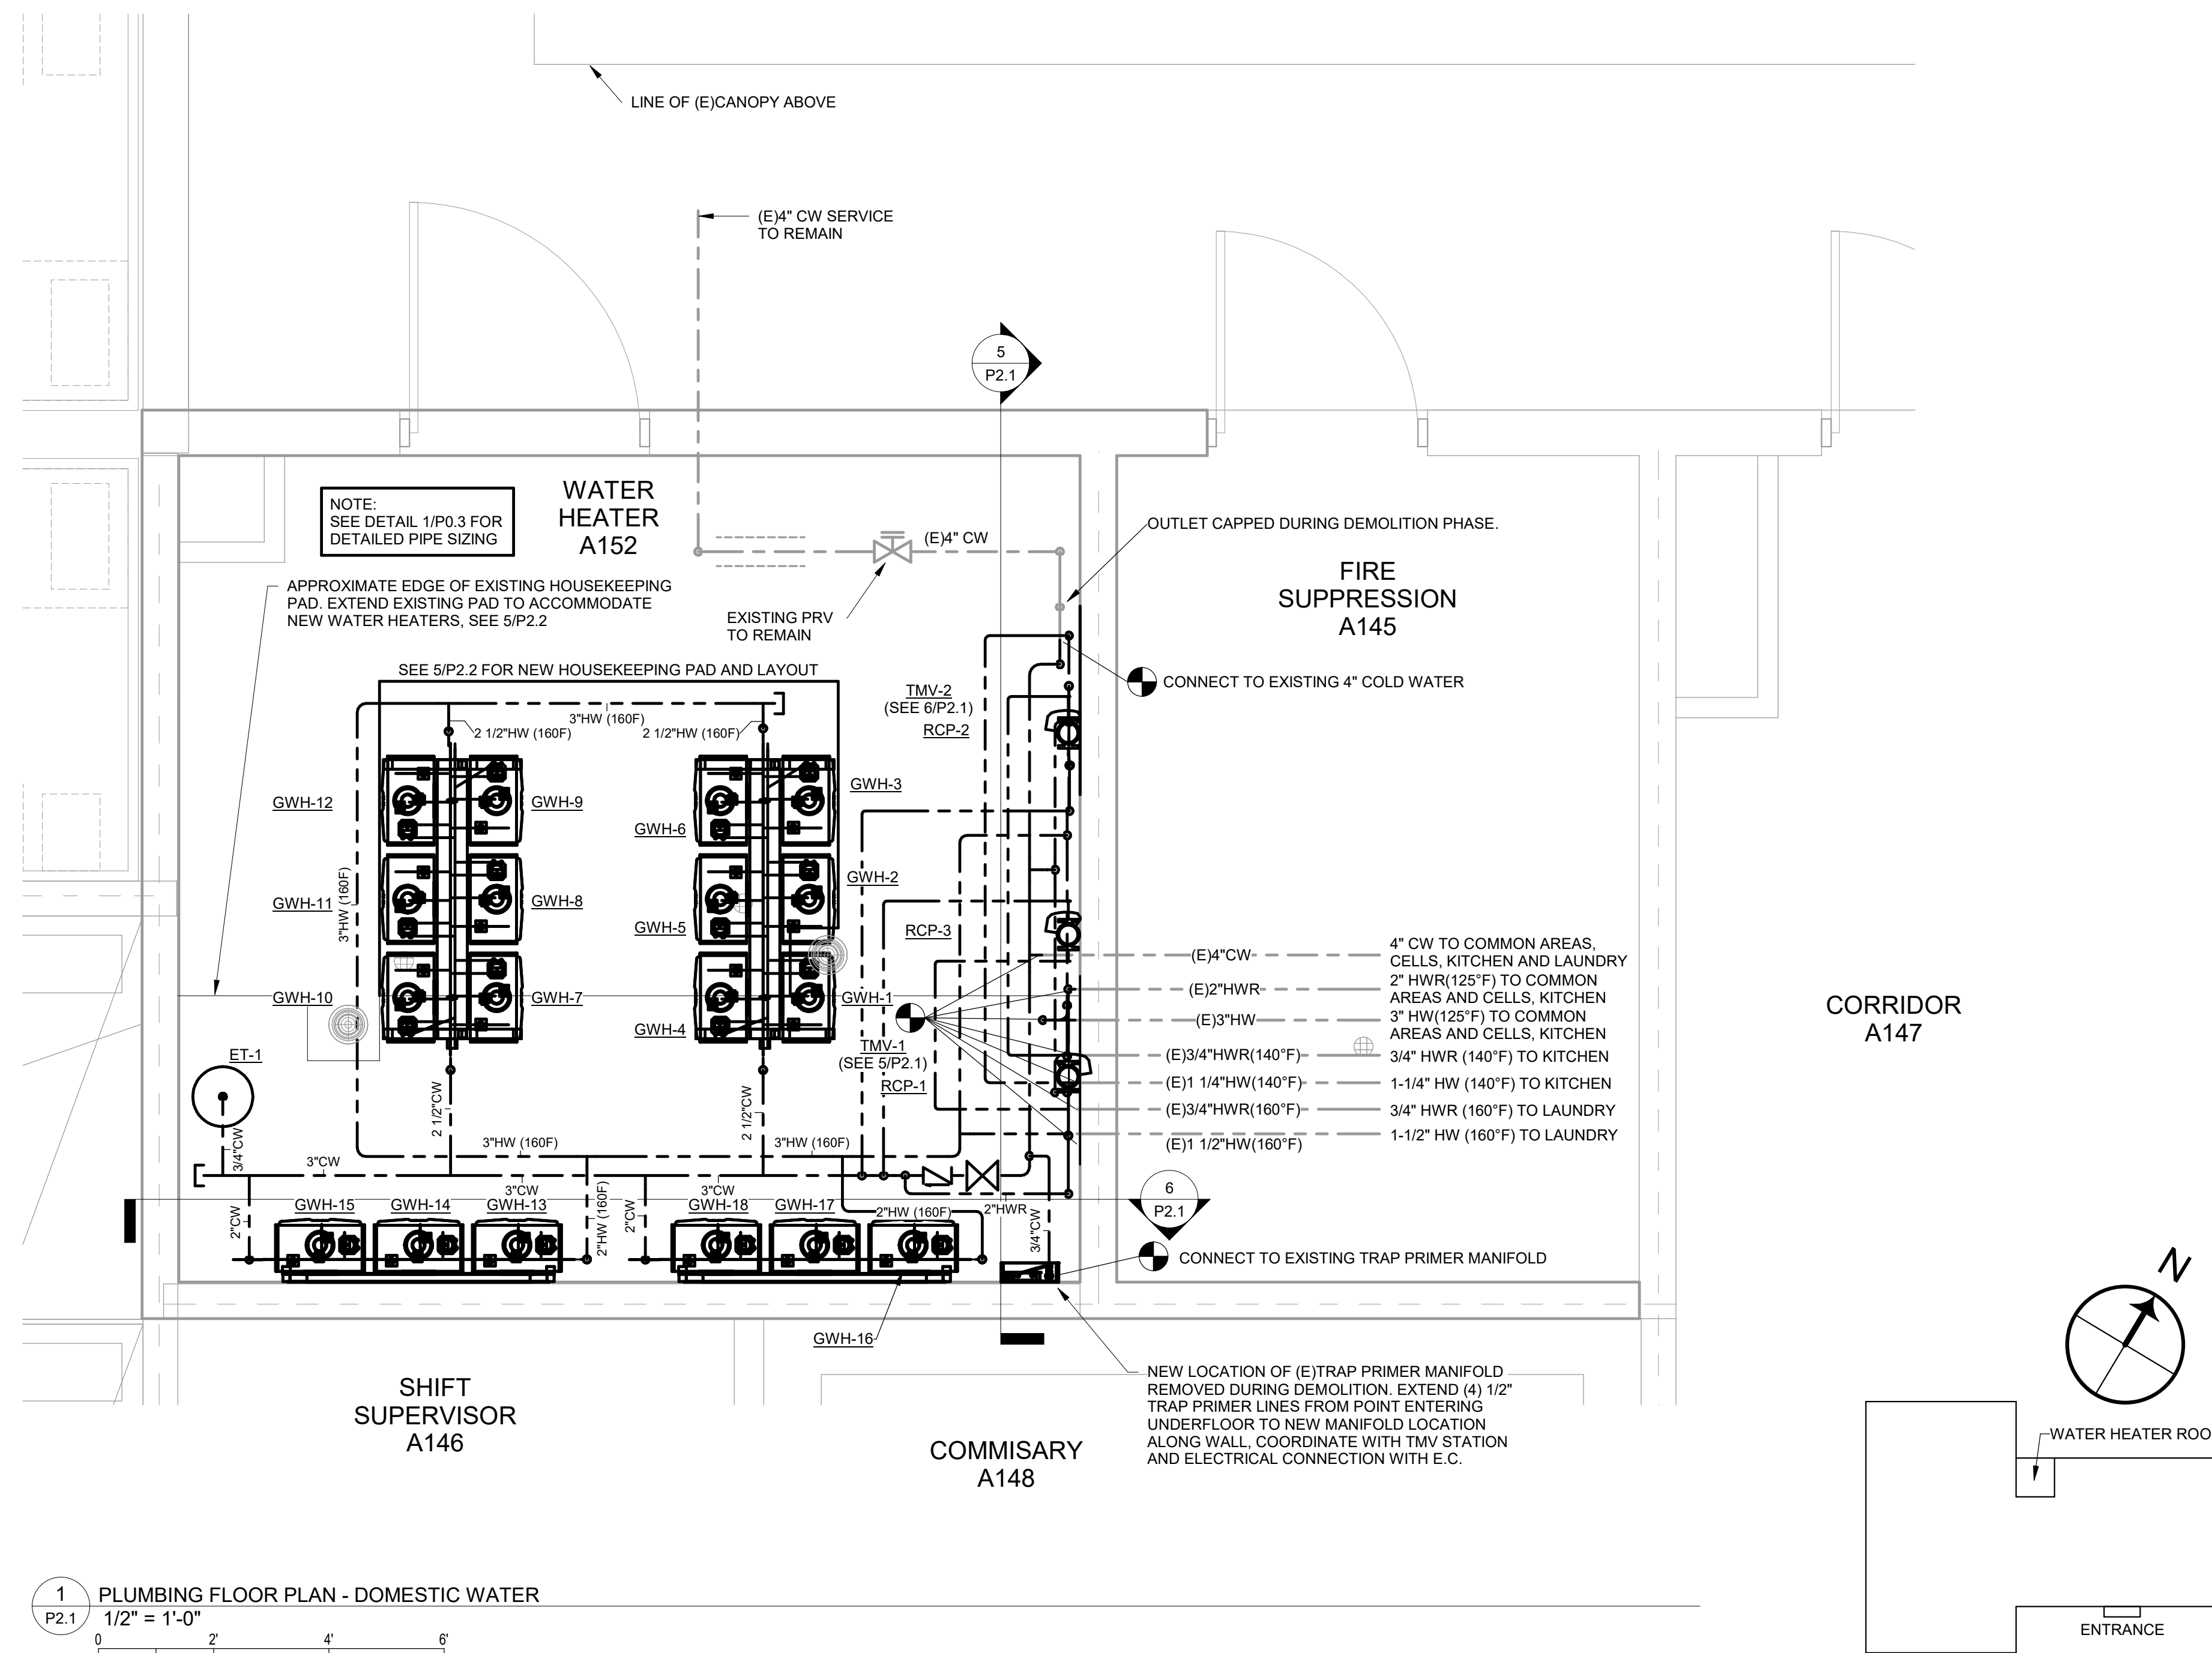 LINE OF (E)CANOPY ABOVE
(E)4" CW SERVICE
TO REMAIN
5
P2.1
NOTE:
SEE DETAIL 1/P0.3 FOR
DETAILED PIPE SIZING
WATER
HEATER
A152
(E)4" CW
OUTLET CAPPED DURING DEMOLITION PHASE.
FIRE
SUPPRESSION
A145
APPROXIMATE EDGE OF EXISTING HOUSEKEEPING
PAD. EXTEND EXISTING PAD TO ACCOMMODATE
NEW WATER HEATERS, SEE 5/P2.2
EXISTING PRV
TO REMAIN
SEE 5/P2.2 FOR NEW HOUSEKEEPING PAD AND LAYOUT
CONNECT TO EXISTING 4" COLD WATER
TMV-2
(SEE 6/P2.1)
RCP-2
3"HW (160F)
2 1/2"HW (160F)
2 1/2"HW (160F)
GWH-12
GWH-9
GWH-6
GWH-3
3"HW (160F)
GWH-11
GWH-8
GWH-5
GWH-2
RCP-3
GWH-10
GWH-7
GWH-4
GWH-1
TMV-1
(SEE 5/P2.1)
RCP-1
(E)4"CW
4" CW TO COMMON AREAS,
CELLS, KITCHEN AND LAUNDRY
(E)2"HWR
2" HWR(125°F) TO COMMON
AREAS AND CELLS, KITCHEN
(E)3"HW
3" HW(125°F) TO COMMON
AREAS AND CELLS, KITCHEN
(E)3/4"HWR(140°F)
3/4" HWR (140°F) TO KITCHEN
(E)1 1/4"HW(140°F)
1-1/4" HW (140°F) TO KITCHEN
(E)3/4"HWR(160°F)
3/4" HWR (160°F) TO LAUNDRY
(E)1 1/2"HW(160°F)
1-1/2" HW (160°F) TO LAUNDRY
CORRIDOR
A147
ET-1
3/4"CW
2 1/2"CW
2 1/2"CW
3"HW (160F)
3"HW (160F)
3"CW
3"CW
3"CW
2"CW
GWH-15
GWH-14
GWH-13
2"HW (160F)
2"CW
GWH-18
GWH-17
2"HW (160F)
2"HWR
3/4"CW
6
P2.1
CONNECT TO EXISTING TRAP PRIMER MANIFOLD
GWH-16
NEW LOCATION OF (E)TRAP PRIMER MANIFOLD
REMOVED DURING DEMOLITION. EXTEND (4) 1/2"
TRAP PRIMER LINES FROM POINT ENTERING
UNDERFLOOR TO NEW MANIFOLD LOCATION
ALONG WALL, COORDINATE WITH TMV STATION
AND ELECTRICAL CONNECTION WITH E.C.
SHIFT
SUPERVISOR
A146
COMMISARY
A148
N
WATER HEATER ROO
ENTRANCE
1
P2.1
PLUMBING FLOOR PLAN - DOMESTIC WATER
1/2" = 1'-0"
0 2' 4' 6'